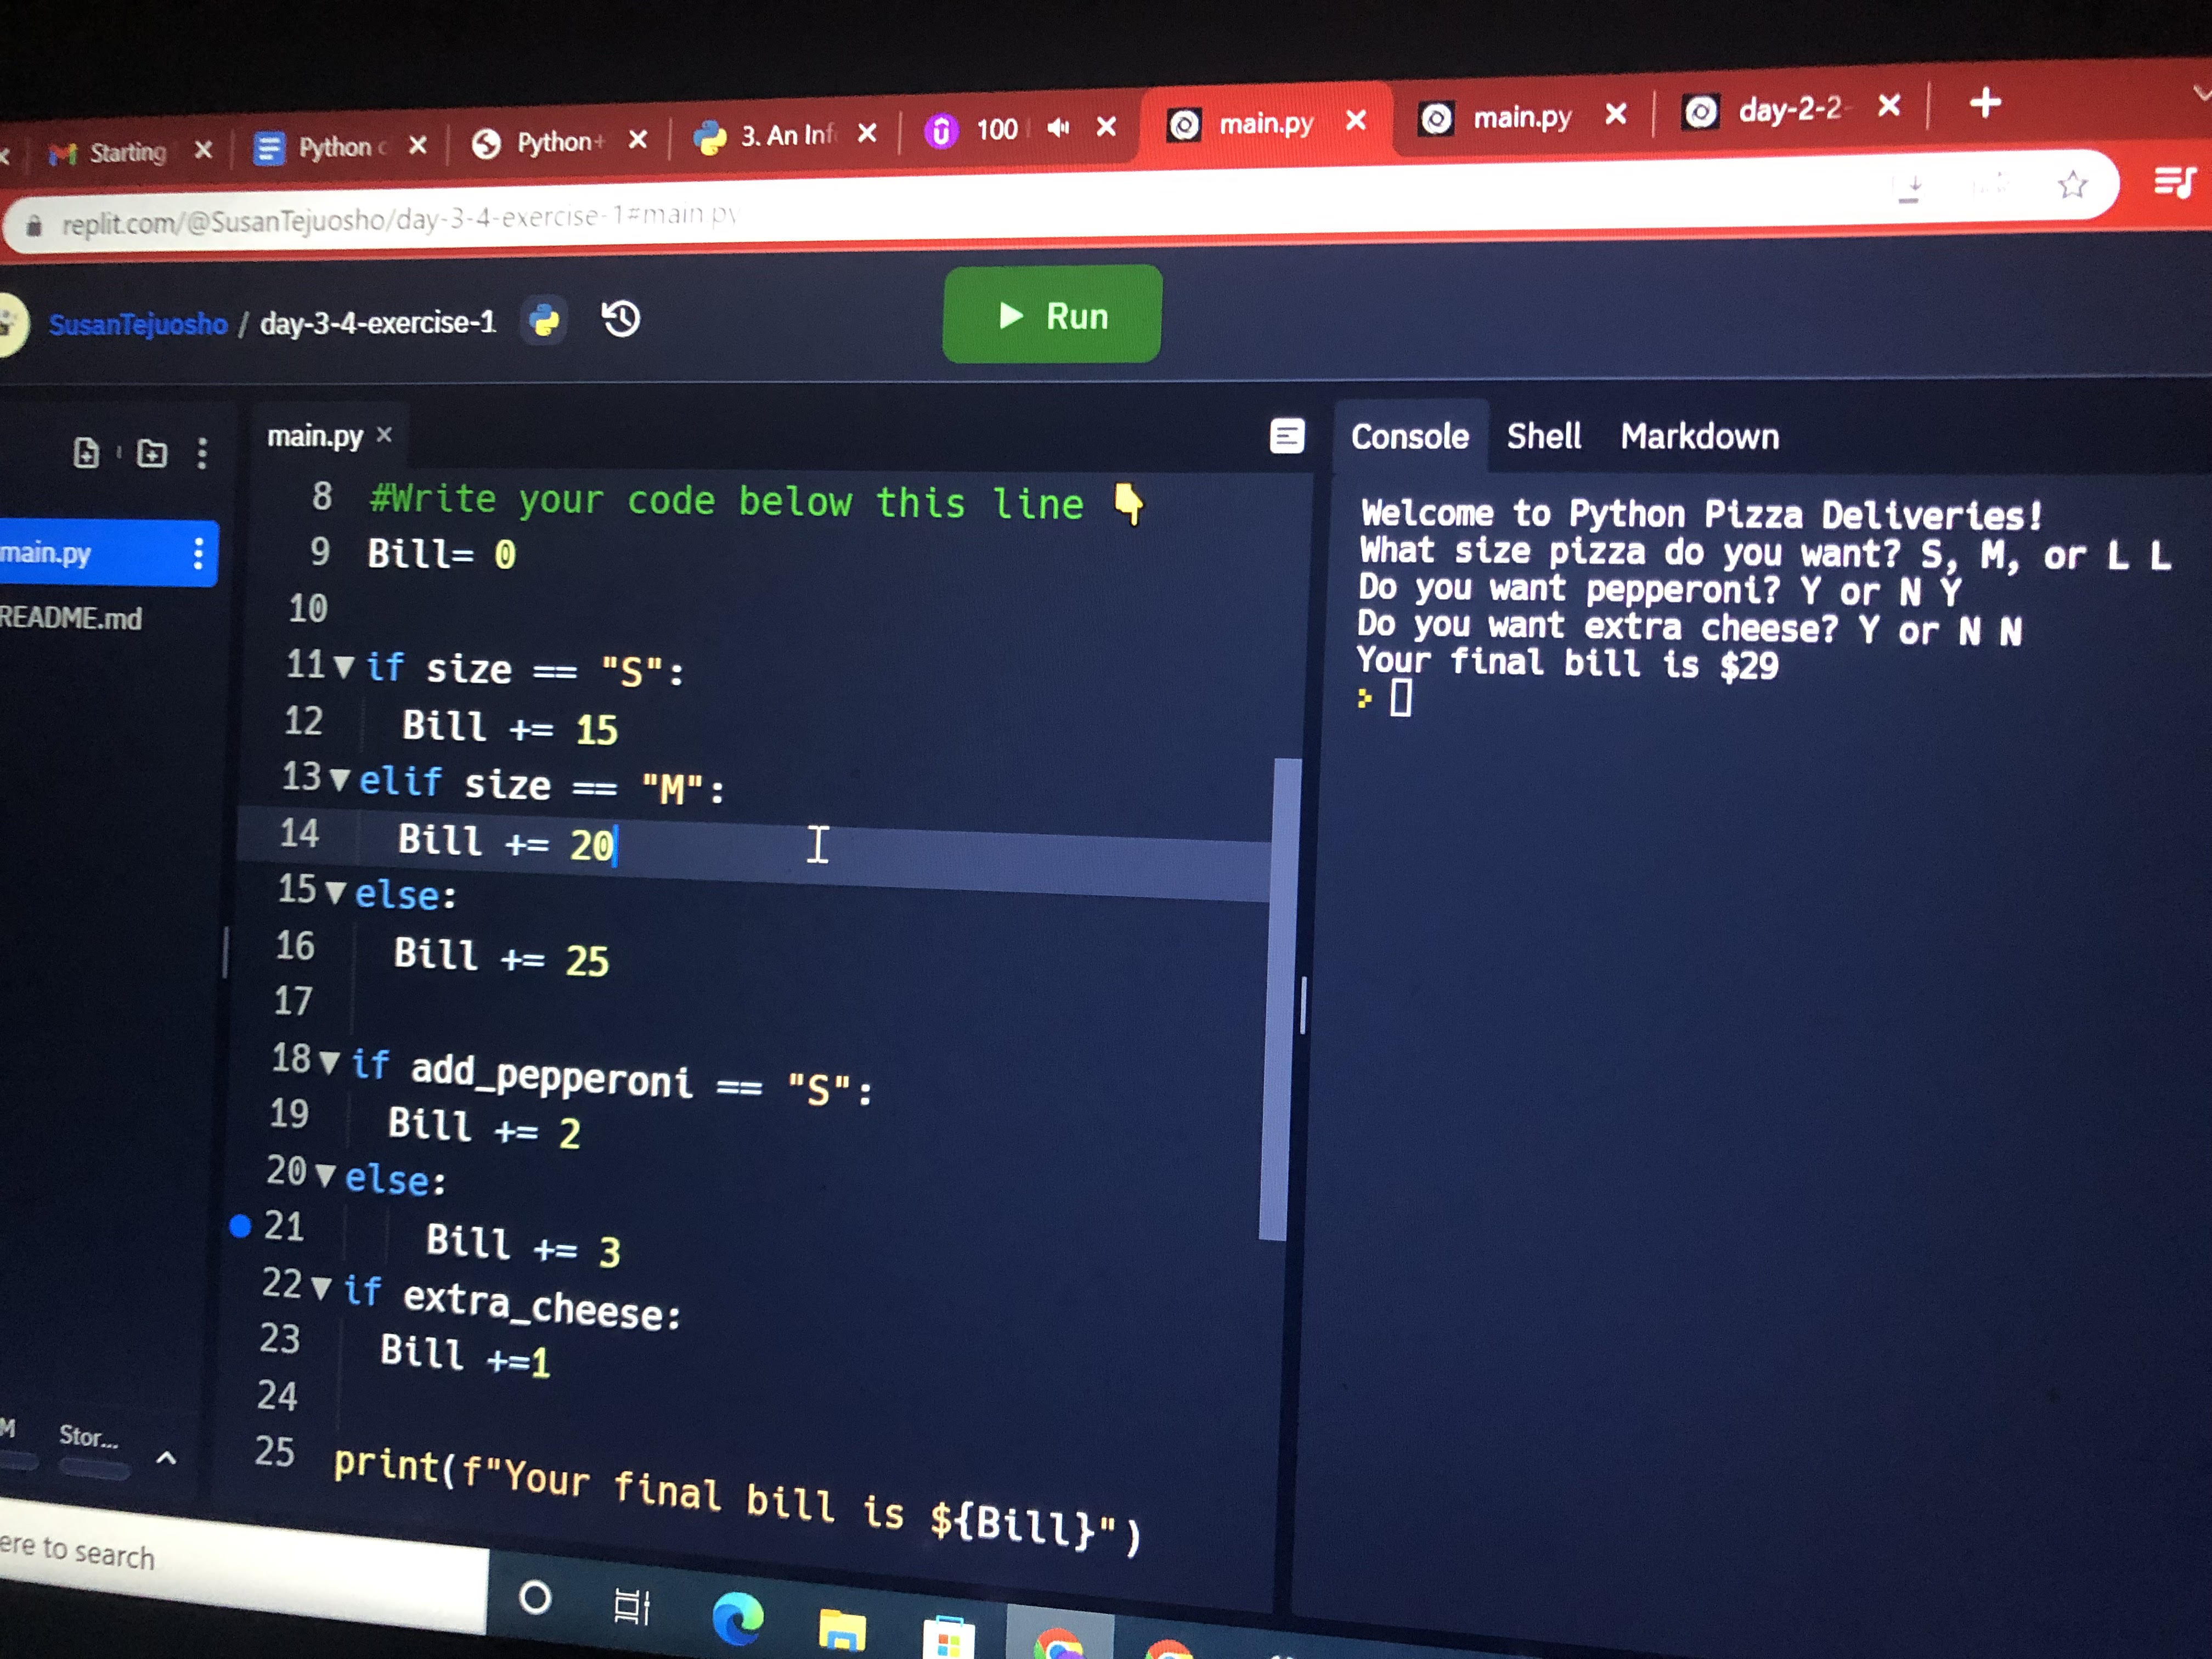 Starting
Python
Python+
3. An Inf
100
main.py
main.py
day-2-2-
replit.com/@SusanTejuosho/day-3-4-exercise-1#main.py
SusanTejuosho / day-3-4-exercise-1
Run
main.py
README.md
main.py
8 #Write your code below this line 👇
9 Bill= 0
10
11 if size == "S":
12 Bill += 15
13 elif size == "M":
14 Bill += 20
15 else:
16 Bill += 25
17
18 if add_pepperoni == "S":
19 Bill += 2
20 else:
21 Bill += 3
22 if extra_cheese:
23 Bill +=1
24
25 print(f"Your final bill is ${Bill}")
Console Shell Markdown
Welcome to Python Pizza Deliveries!
What size pizza do you want? S, M, or L L
Do you want pepperoni? Y or N Y
Do you want extra cheese? Y or N N
Your final bill is $29
>
M Stor...
ere to search